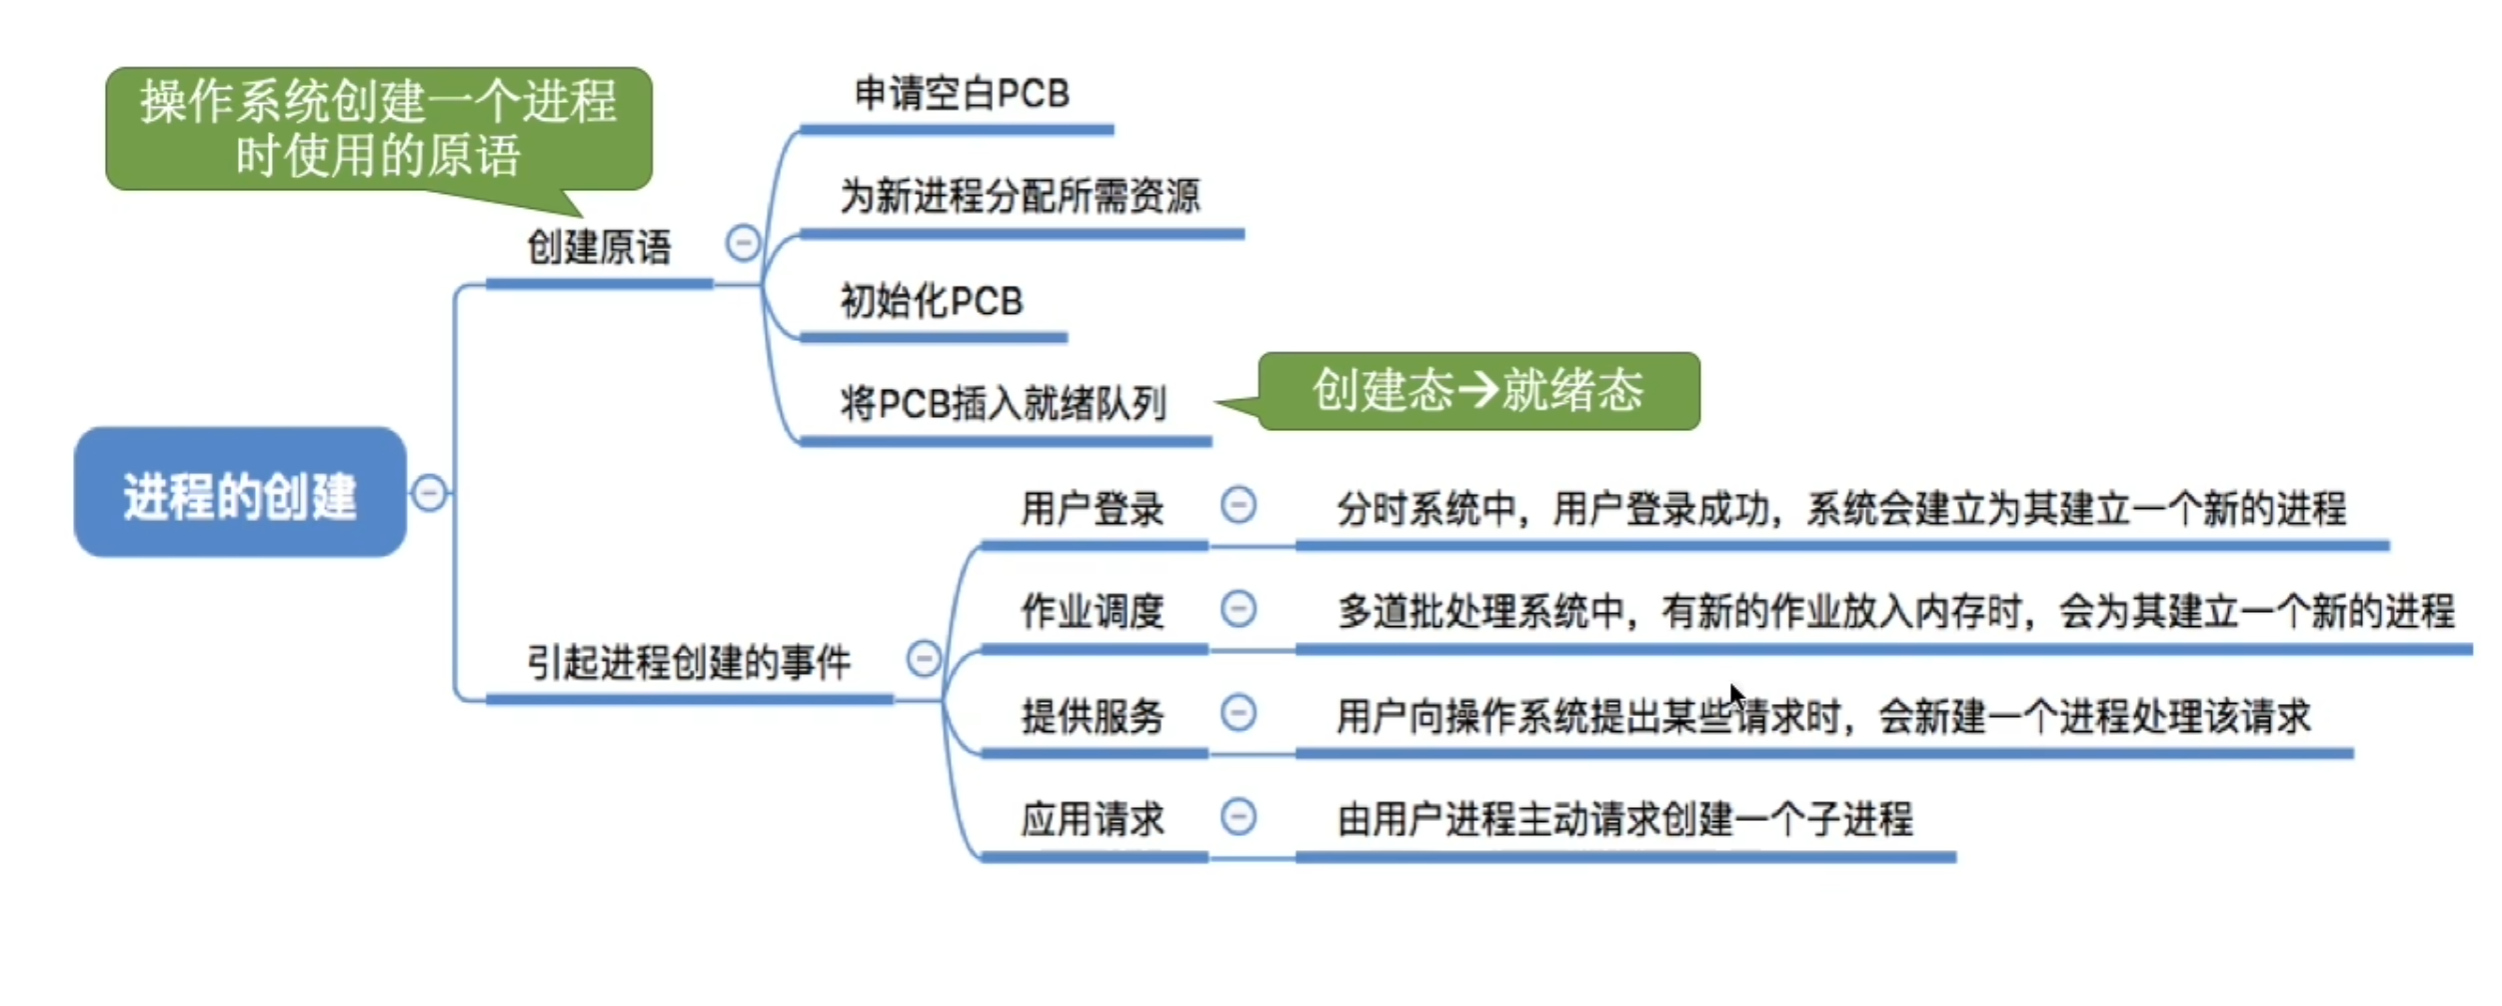 操作系统创建一个进程
时使用的原语
申请空白PCB
为新进程分配所需资源
创建原语
初始化PCB
将PCB插入就绪队列
创建态→就绪态
进程的创建
用户登录
分时系统中，用户登录成功，系统会建立为其建立一个新的进程
作业调度
多道批处理系统中，有新的作业放入内存时，会为其建立一个新的进程
引起进程创建的事件
提供服务
用户向操作系统提出某些请求时，会新建一个进程处理该请求
应用请求
由用户进程主动请求创建一个子进程